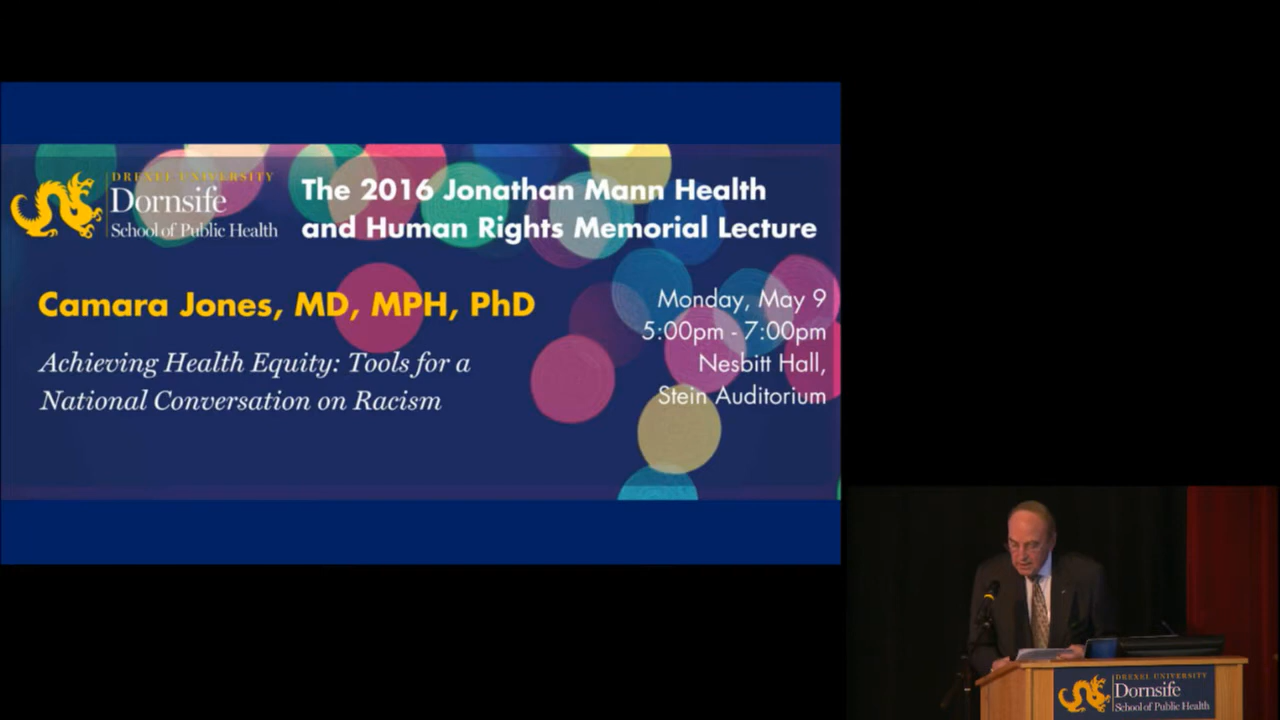 DREXEL UNIVERSITY
Dornsife
School of Public Health
The 2016 Jonathan Mann Health
and Human Rights Memorial Lecture
Camara Jones, MD, MPH, PhD
Achieving Health Equity: Tools for a
National Conversation on Racism
Monday, May 9
5:00pm - 7:00pm
Nesbitt Hall,
Stein Auditorium
DREXEL UNIVERSITY
Dornsife
School of Public Health